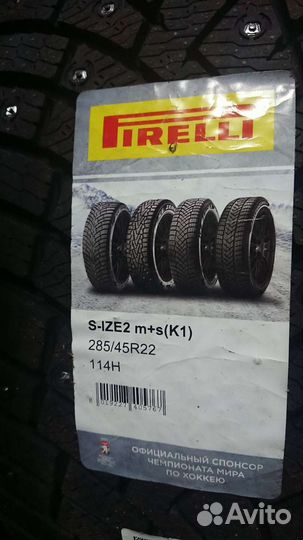 PIRELLI
S-IZE2 m+s(K1)
285/45R22
114H
ОФИЦИАЛЬНЫЙ СПОНСОР
ЧЕМПИОНАТА МИРА
ПО ХОККЕЮ
Avito